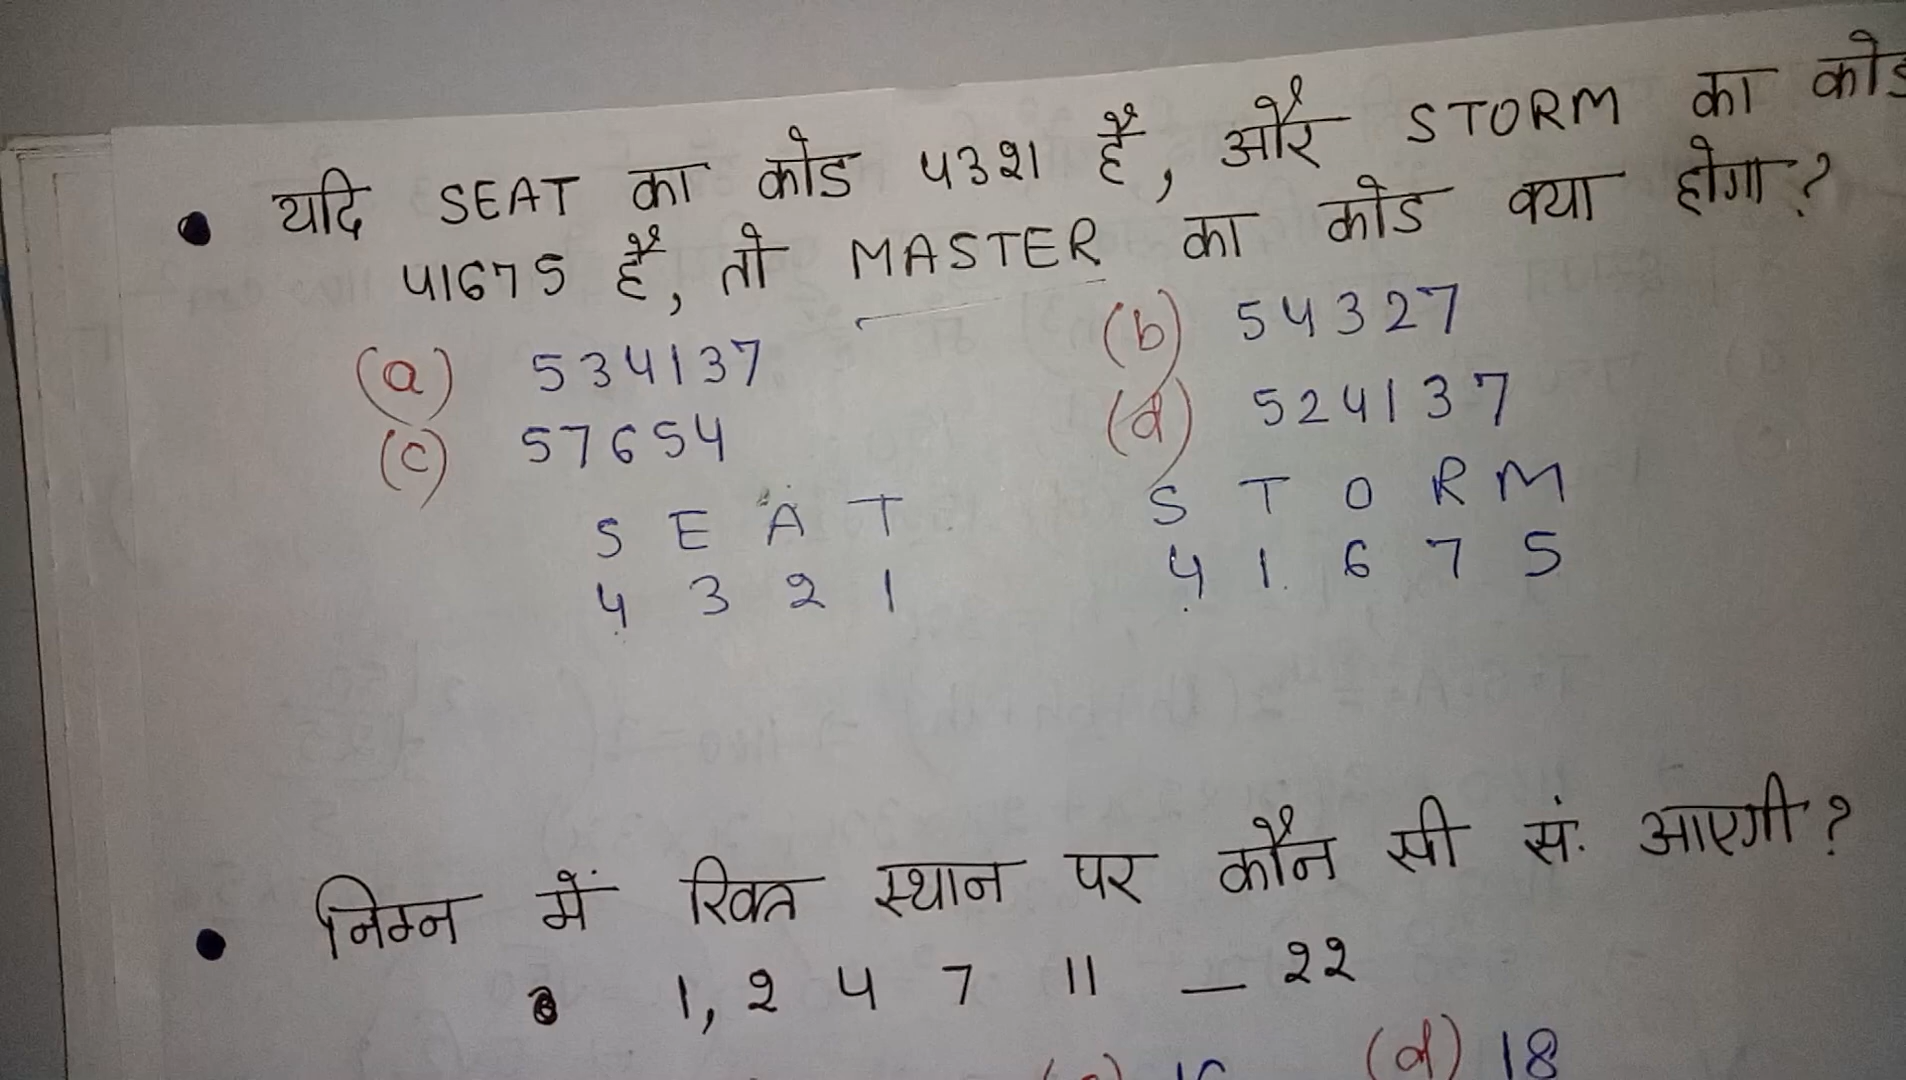 यदि SEAT का कोड 4321 है, और STORM का कोड
41675 है, तो MASTER का कोड क्या होगा?
(a) 534137 (b) 54327
(c) 57654 (d) 524137
S E A T S T O R M
4 3 2 1 4 1 6 7 5
निम्न में रिक्त स्थान पर कौन सी सं. आएगी?
1, 2 4 7 11 _ 22
(d) 18